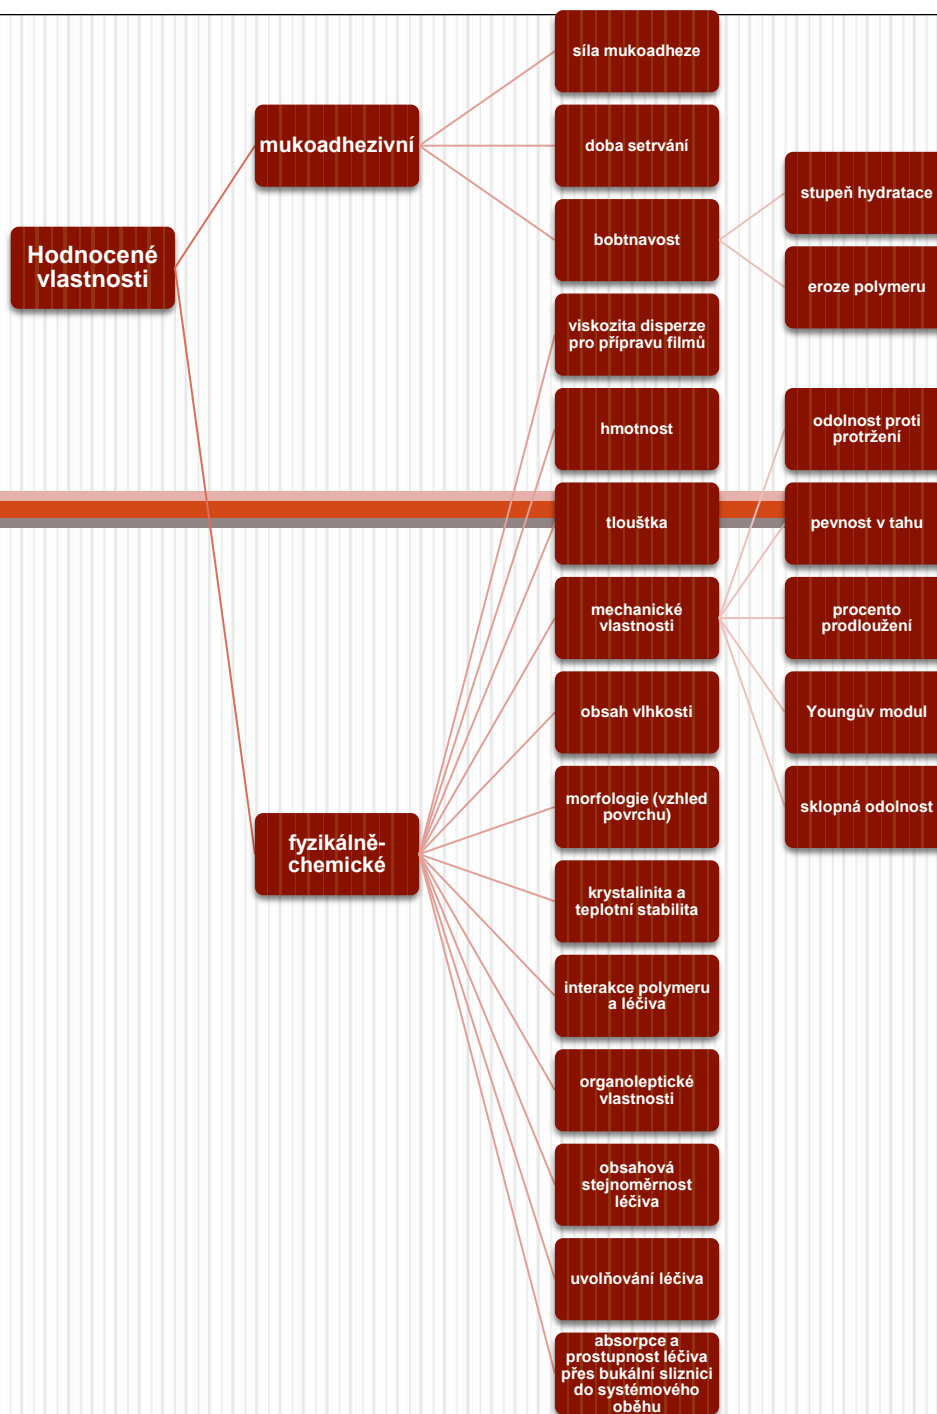 Hodnocené
vlastnosti
mukoadhezivní
síla mukoadheze
doba setrvání
bobtnavost
stupeň hydratace
eroze polymeru
fyzikálně-
chemické
viskozita disperze
pro přípravu filmů
hmotnost
tlouštka
mechanické
vlastnosti
odolnost proti
protržení
pevnost v tahu
procento
prodloužení
Youngův modul
sklopná odolnost
obsah vlhkosti
morfologie (vzhled
povrchu)
krystalinita a
teplotní stabilita
interakce polymeru
a léčiva
organoleptické
vlastnosti
obsahová
stejnoměrnost
léčiva
uvolňování léčiva
absorpce a
prostupnost léčiva
přes bukální sliznici
do systémového
oběhu